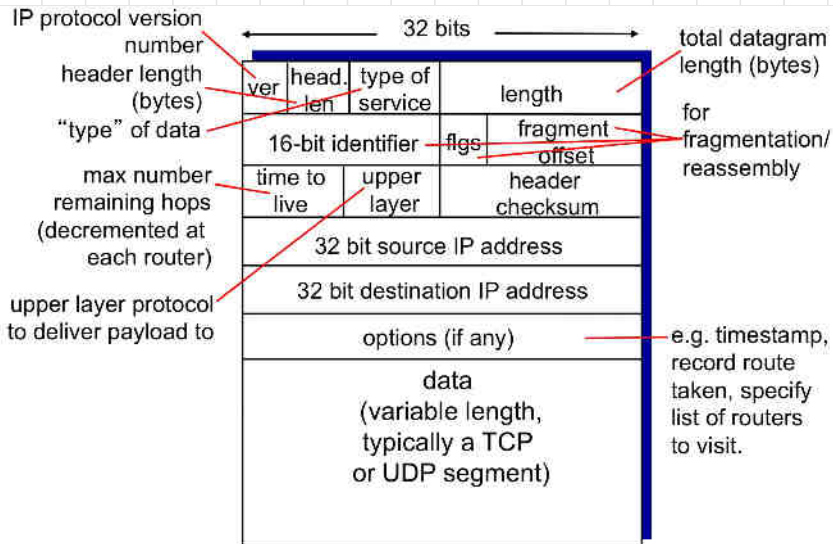 IP protocol version
number
header length
(bytes)
“type” of data
max number
remaining hops
(decremented at
each router)
upper layer protocol
to deliver payload to
32 bits
ver
head.
len
type of
service
length
16-bit identifier
flgs
fragment
offset
time to
live
upper
layer
header
checksum
32 bit source IP address
32 bit destination IP address
options (if any)
data
(variable length,
typically a TCP
or UDP segment)
total datagram
length (bytes)
for
fragmentation/
reassembly
e.g. timestamp,
record route
taken, specify
list of routers
to visit.